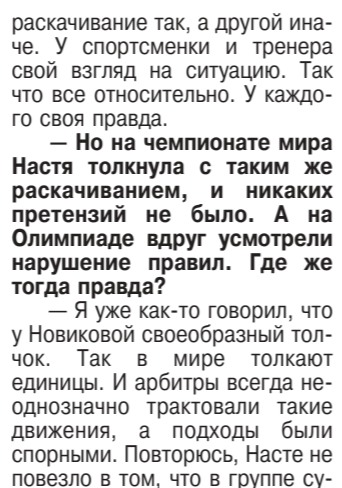 раскачивание так, а другой ина-
че. У спортсменки и тренера
свой взгляд на ситуацию. Так
что все относительно. У каждо-
го своя правда.
— Но на чемпионате мира
Настя толкнула с таким же
раскачиванием, и никаких
претензий не было. А на
Олимпиаде вдруг усмотрели
нарушение правил. Где же
тогда правда?
— Я уже как-то говорил, что
у Новиковой своеобразный тол-
чок. Так в мире толкают
единицы. И арбитры всегда не-
однозначно трактовали такие
движения, а подходы были
спорными. Повторюсь, Насте не
повезло в том, что в группе су-